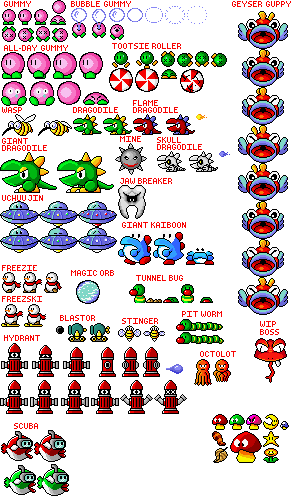 GUMMY
BUBBLE GUMMY
GEYSER GUPPY
ALL-DAY GUMMY
TOOTSIE ROLLER
WASP
DRAGODILE
FLAME
DRAGODILE
GIANT
DRAGODILE
MINE
SKULL
DRAGODILE
JAW BREAKER
UCHUUJIN
GIANT KAIBOON
FREEZIE
MAGIC ORB
TUNNEL BUG
FREEZSKI
BLASTOR
STINGER
PIT WORM
WIP
BOSS
HYDRANT
OCTOLOT
SCUBA